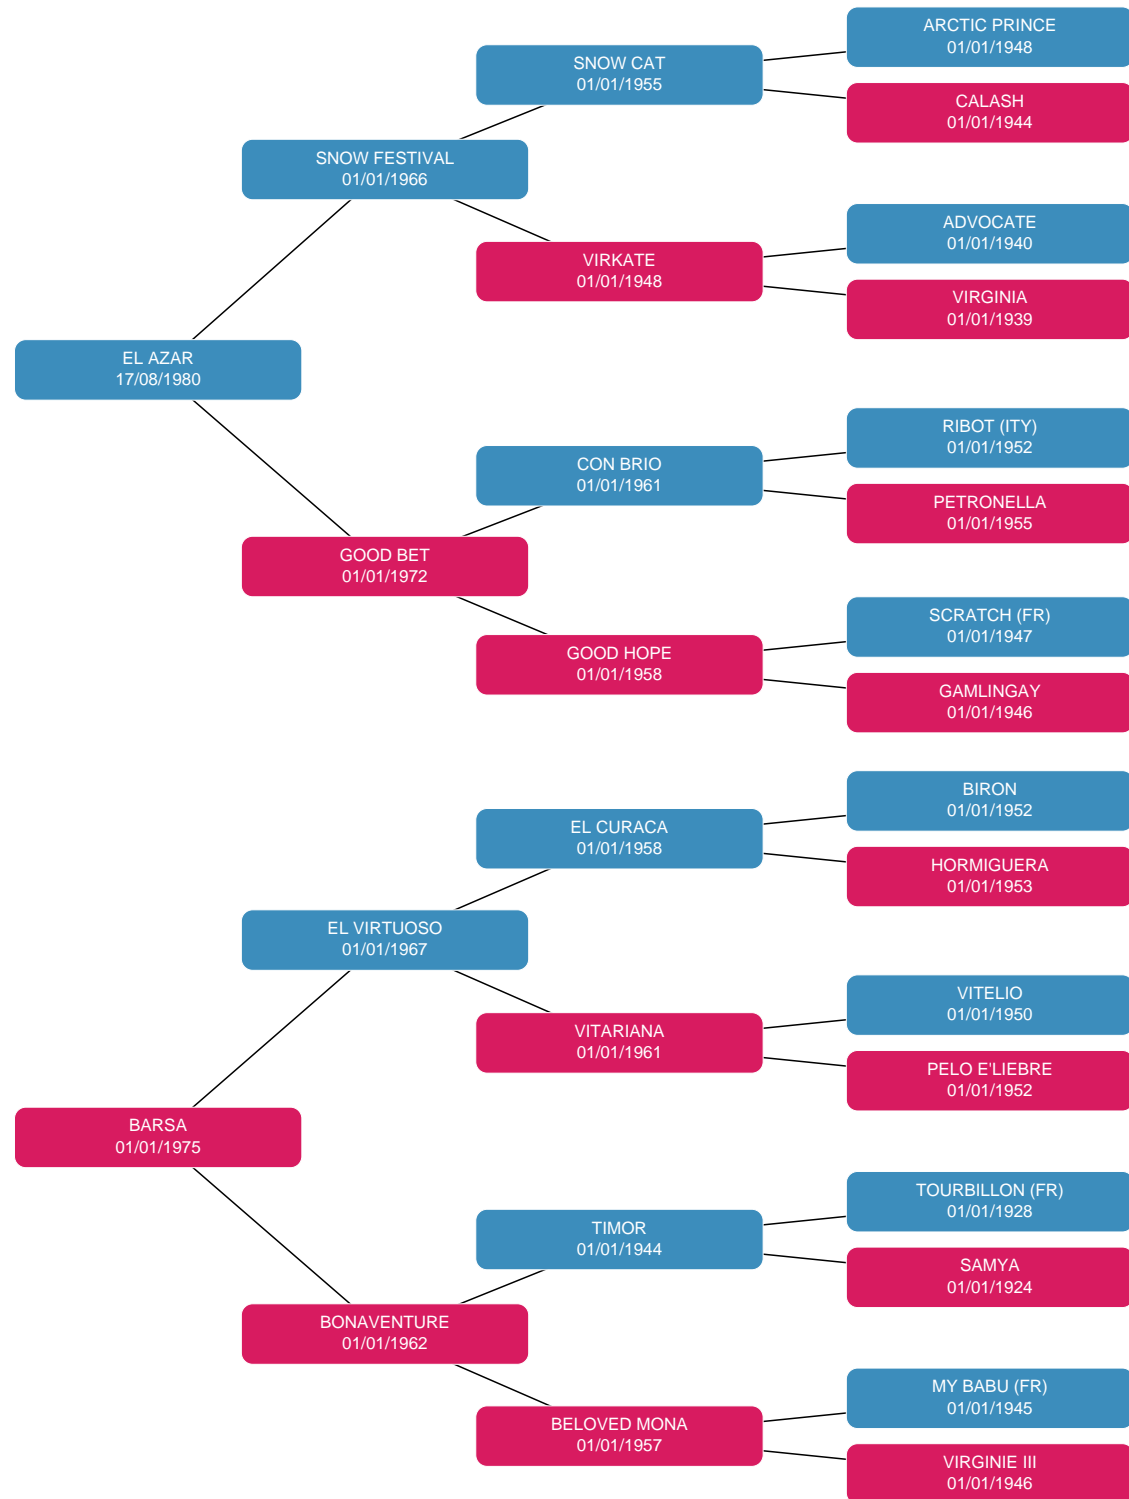 ARCTIC PRINCE
01/01/1948
SNOW CAT
01/01/1955
CALASH
01/01/1944
SNOW FESTIVAL
01/01/1966
ADVOCATE
01/01/1940
VIRKATE
01/01/1948
VIRGINIA
01/01/1939
EL AZAR
17/08/1980
RIBOT (ITY)
01/01/1952
CON BRIO
01/01/1961
PETRONELLA
01/01/1955
GOOD BET
01/01/1972
SCRATCH (FR)
01/01/1947
GOOD HOPE
01/01/1958
GAMLINGAY
01/01/1946
BIRON
01/01/1952
EL CURACA
01/01/1958
HORMIGUERA
01/01/1953
EL VIRTUOSO
01/01/1967
VITELIO
01/01/1950
VITARIANA
01/01/1961
PELO E'LIEBRE
01/01/1952
BARSA
01/01/1975
TOURBILLON (FR)
01/01/1928
TIMOR
01/01/1944
SAMYA
01/01/1924
BONAVENTURE
01/01/1962
MY BABU (FR)
01/01/1945
BELOVED MONA
01/01/1957
VIRGINIE III
01/01/1946